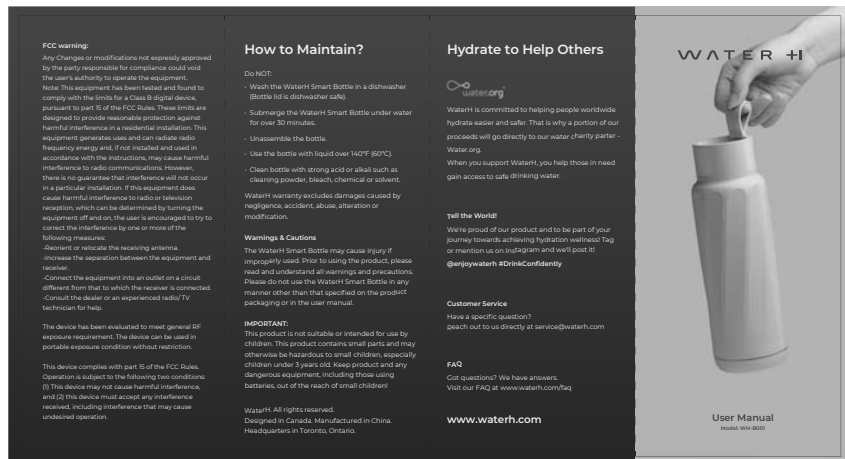 FCC warning:
Any Changes or modifications not expressly approved
by the party responsible for compliance could void
the user's authority to operate the equipment.
Note: This equipment has been tested and found to
comply with the limits for a Class B digital device,
pursuant to part 15 of the FCC Rules. These limits are
designed to provide reasonable protection against
harmful interference in a residential installation. This
equipment generates uses and can radiate radio
frequency energy and, if not installed and used in
accordance with the instructions, may cause harmful
interference to radio communications. However,
there is no guarantee that interference will not occur
in a particular installation. If this equipment does
cause harmful interference to radio or television
reception, which can be determined by turning the
equipment off and on, the user is encouraged to try to
correct the interference by one or more of the
following measures:
-Reorient or relocate the receiving antenna.
-Increase the separation between the equipment and
receiver.
-Connect the equipment into an outlet on a circuit
different from that to which the receiver is connected.
-Consult the dealer or an experienced radio/ TV
technician for help.
The device has been evaluated to meet general RF
exposure requirement. The device can be used in
portable exposure condition without restriction.
This device complies with part 15 of the FCC Rules.
Operation is subject to the following two conditions:
(1) This device may not cause harmful interference,
and (2) this device must accept any interference
received, including interference that may cause
undesired operation.
How to Maintain?
Do NOT:
· Wash the WaterH Smart Bottle in a dishwasher
(Bottle lid is dishwasher safe).
· Submerge the WaterH Smart Bottle under water
for over 30 minutes.
· Unassemble the bottle.
· Use the bottle with liquid over 140°F (60°C).
· Clean bottle with strong acid or alkali such as
cleaning powder, bleach, chemical or solvent.
WaterH warranty excludes damages caused by
negligence, accident, abuse, alteration or
modification.
Warnings & Cautions
The WaterH Smart Bottle may cause injury if
improperly used. Prior to using the product, please
read and understand all warnings and precautions.
Please do not use the WaterH Smart Bottle in any
manner other than that specified on the product
packaging or in the user manual.
IMPORTANT:
This product is not suitable or intended for use by
children. This product contains small parts and may
otherwise be hazardous to small children, especially
children under 3 years old. Keep product and any
dangerous equipment, including those using
batteries, out of the reach of small children!
WaterH. All rights reserved.
Designed in Canada. Manufactured in China.
Headquarters in Toronto, Ontario.
Hydrate to Help Others
water.org
WaterH is committed to helping people worldwide
hydrate easier and safer. That is why a portion of our
proceeds will go directly to our water charity parter -
Water.org.
When you support WaterH, you help those in need
gain access to safe drinking water.
Tell the World!
We're proud of our product and to be part of your
journey towards achieving hydration wellness! Tag
or mention us on Instagram and we'll post it!
@enjoywaterh #DrinkConfidently
Customer Service
Have a specific question?
Reach out to us directly at service@waterh.com
FAQ
Got questions? We have answers.
Visit our FAQ at www.waterh.com/faq
www.waterh.com
WATER H
User Manual
Model: WH-B001